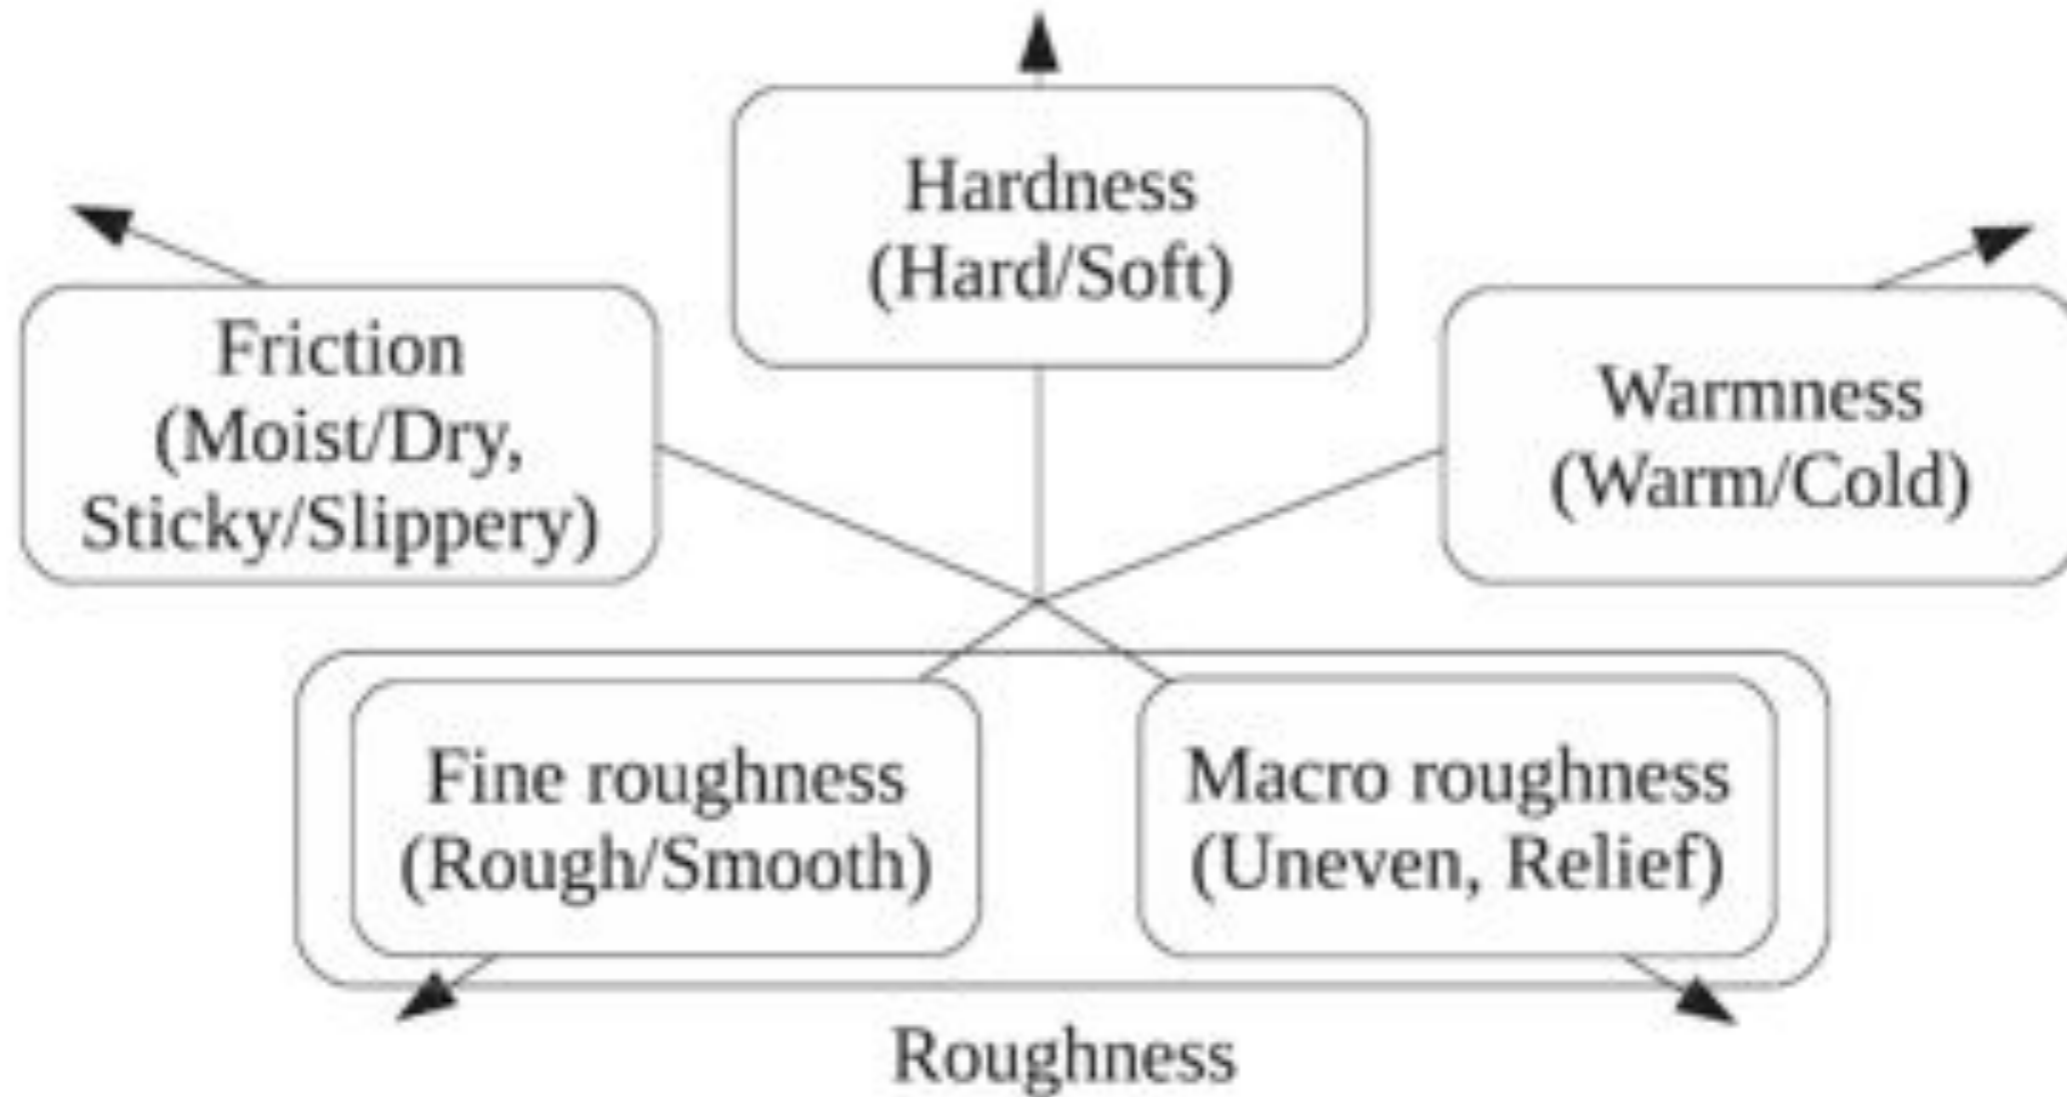 Hardness
(Hard/Soft)
Friction
(Moist/Dry,
Sticky/Slippery)
Warmness
(Warm/Cold)
Fine roughness
(Rough/Smooth)
Macro roughness
(Uneven, Relief)
Roughness